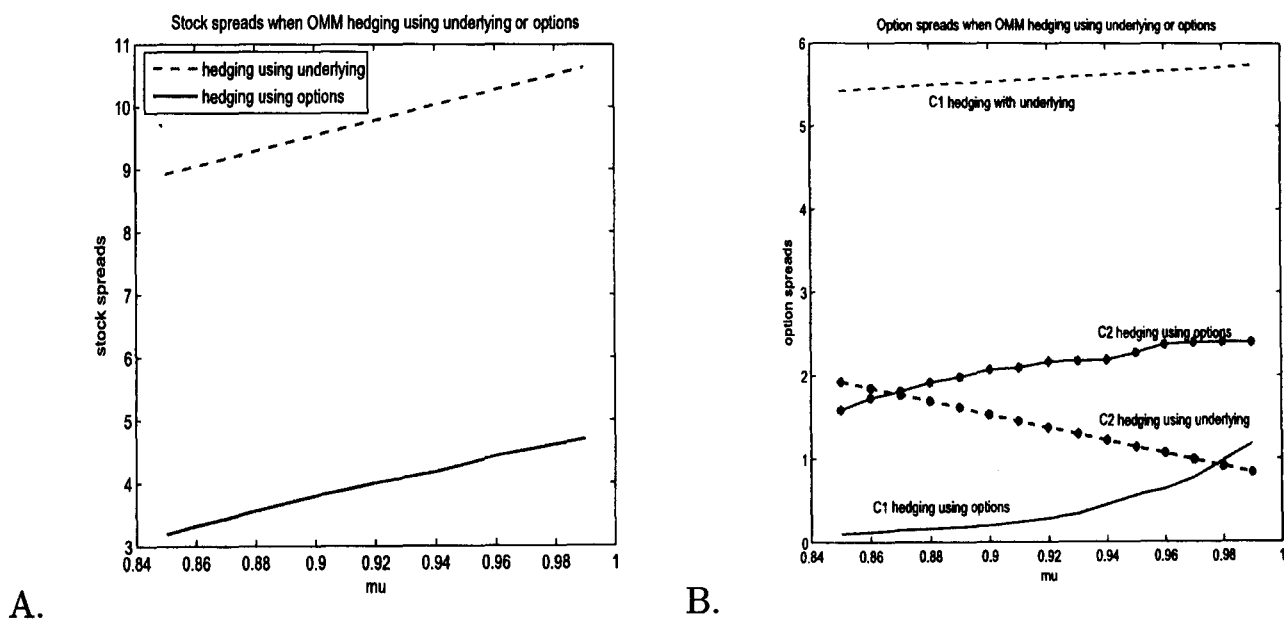 Stock spreads when OMM hedging using underlying or options
11
10
9
8
7
6
5
4
3
stock spreads
hedging using underlying
hedging using options
0.84
0.86
0.88
0.9
0.92
0.94
0.96
0.98
1
mu
A.
Option spreads when OMM hedging using underlying or options
6
5
4
3
2
1
0
option spreads
C1 hedging with underlying
C2 hedging using options
C2 hedging using underlying
C1 hedging using options
0.84
0.86
0.88
0.9
0.92
0.94
0.96
0.98
1
mu
B.